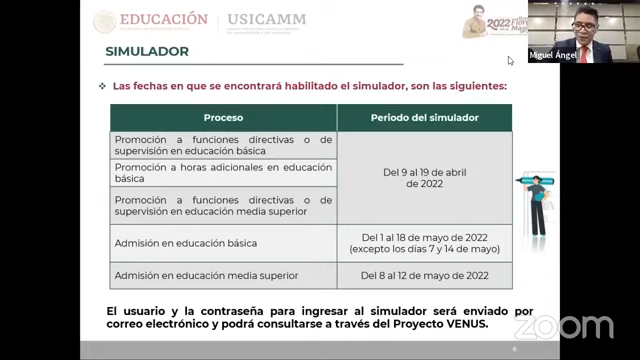 EDUCACIÓN
USICAMM
2022 Flores
Magón
Miguel Ángel
SIMULADOR
❖ Las fechas en que se encontrará habilitado el simulador, son las siguientes:
Proceso
Periodo del simulador
Promoción a funciones directivas o de
supervisión en educación básica
Promoción a horas adicionales en educación
básica
Promoción a funciones directivas o de
supervisión en educación media superior
Del 9 al 19 de abril
de 2022
Admisión en educación básica
Del 1 al 18 de mayo de 2022
(excepto los días 7 y 14 de mayo)
Admisión en educación media superior
Del 8 al 12 de mayo de 2022
El usuario y la contraseña para ingresar al simulador será enviado por
correo electrónico y podrá consultarse a través del Proyecto VENUS.
zoom
6